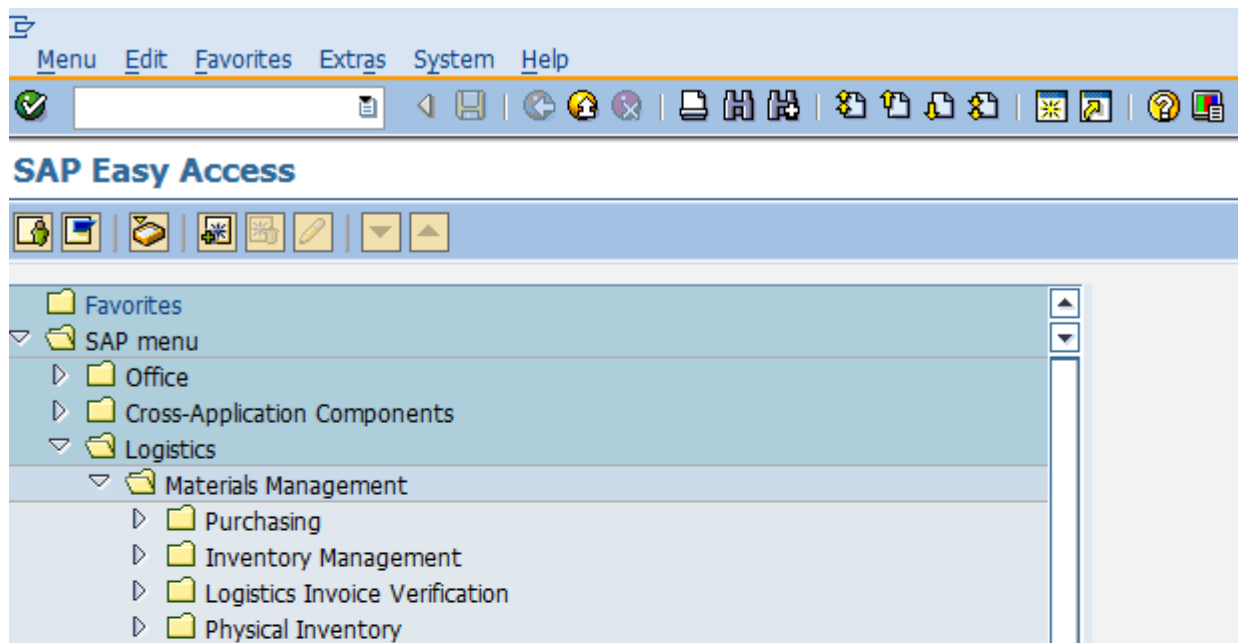 Menu Edit Favorites Extras System Help
SAP Easy Access
Favorites
SAP menu
Office
Cross-Application Components
Logistics
Materials Management
Purchasing
Inventory Management
Logistics Invoice Verification
Physical Inventory